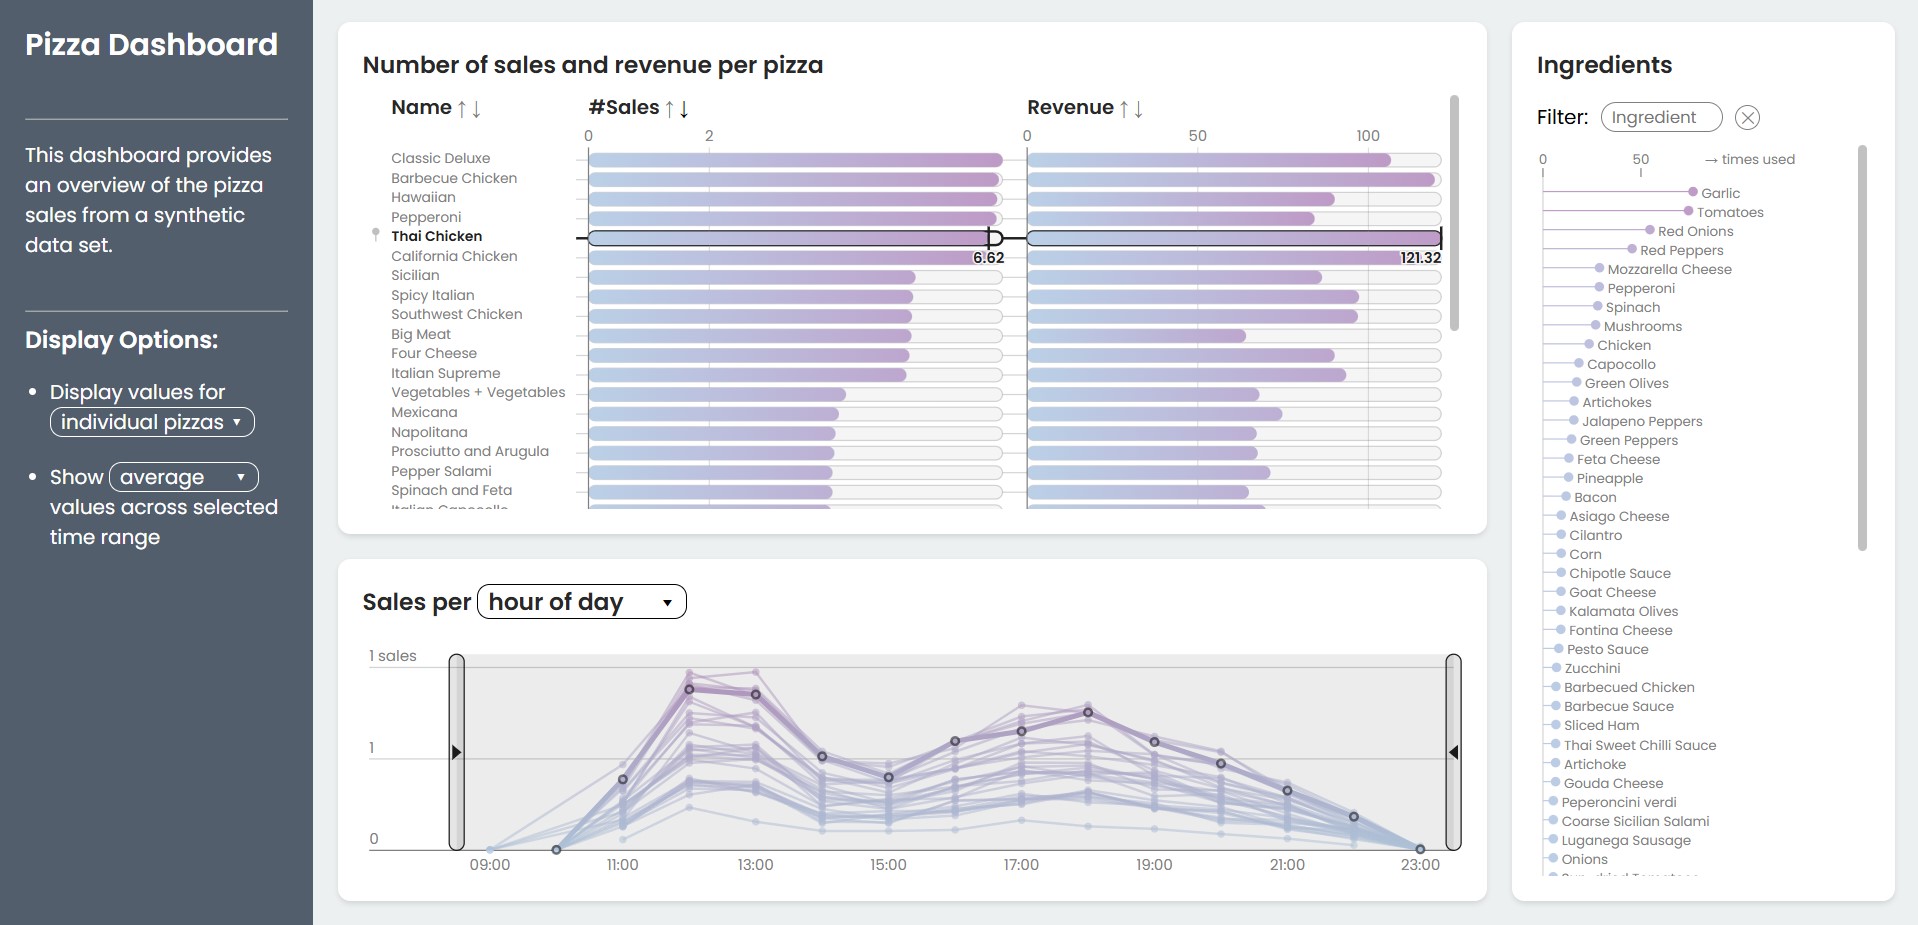 Pizza Dashboard
This dashboard provides
an overview of the pizza
sales from a synthetic
data set.
Display Options:
• Display values for
individual pizzas ▾
• Show average ▾
values across selected
time range
Number of sales and revenue per pizza
Name ↑↓ #Sales ↑↓ Revenue ↑↓
0 2 0 50 100
Classic Deluxe
Barbecue Chicken
Hawaiian
Pepperoni
Thai Chicken
6.62 121.32
California Chicken
Sicilian
Spicy Italian
Southwest Chicken
Big Meat
Four Cheese
Italian Supreme
Vegetables + Vegetables
Mexicana
Napolitana
Prosciutto and Arugula
Pepper Salami
Spinach and Feta
Sales per hour of day ▾
1 sales
1
0
09:00 11:00 13:00 15:00 17:00 19:00 21:00 23:00
Ingredients
Filter: Ingredient
0 50 → times used
Garlic
Tomatoes
Red Onions
Red Peppers
Mozzarella Cheese
Pepperoni
Spinach
Mushrooms
Chicken
Capocollo
Green Olives
Artichokes
Jalapeno Peppers
Green Peppers
Feta Cheese
Pineapple
Bacon
Asiago Cheese
Cilantro
Corn
Chipotle Sauce
Goat Cheese
Kalamata Olives
Fontina Cheese
Pesto Sauce
Zucchini
Barbecued Chicken
Barbecue Sauce
Sliced Ham
Thai Sweet Chilli Sauce
Artichoke
Gouda Cheese
Peperoncini verdi
Coarse Sicilian Salami
Luganega Sausage
Onions